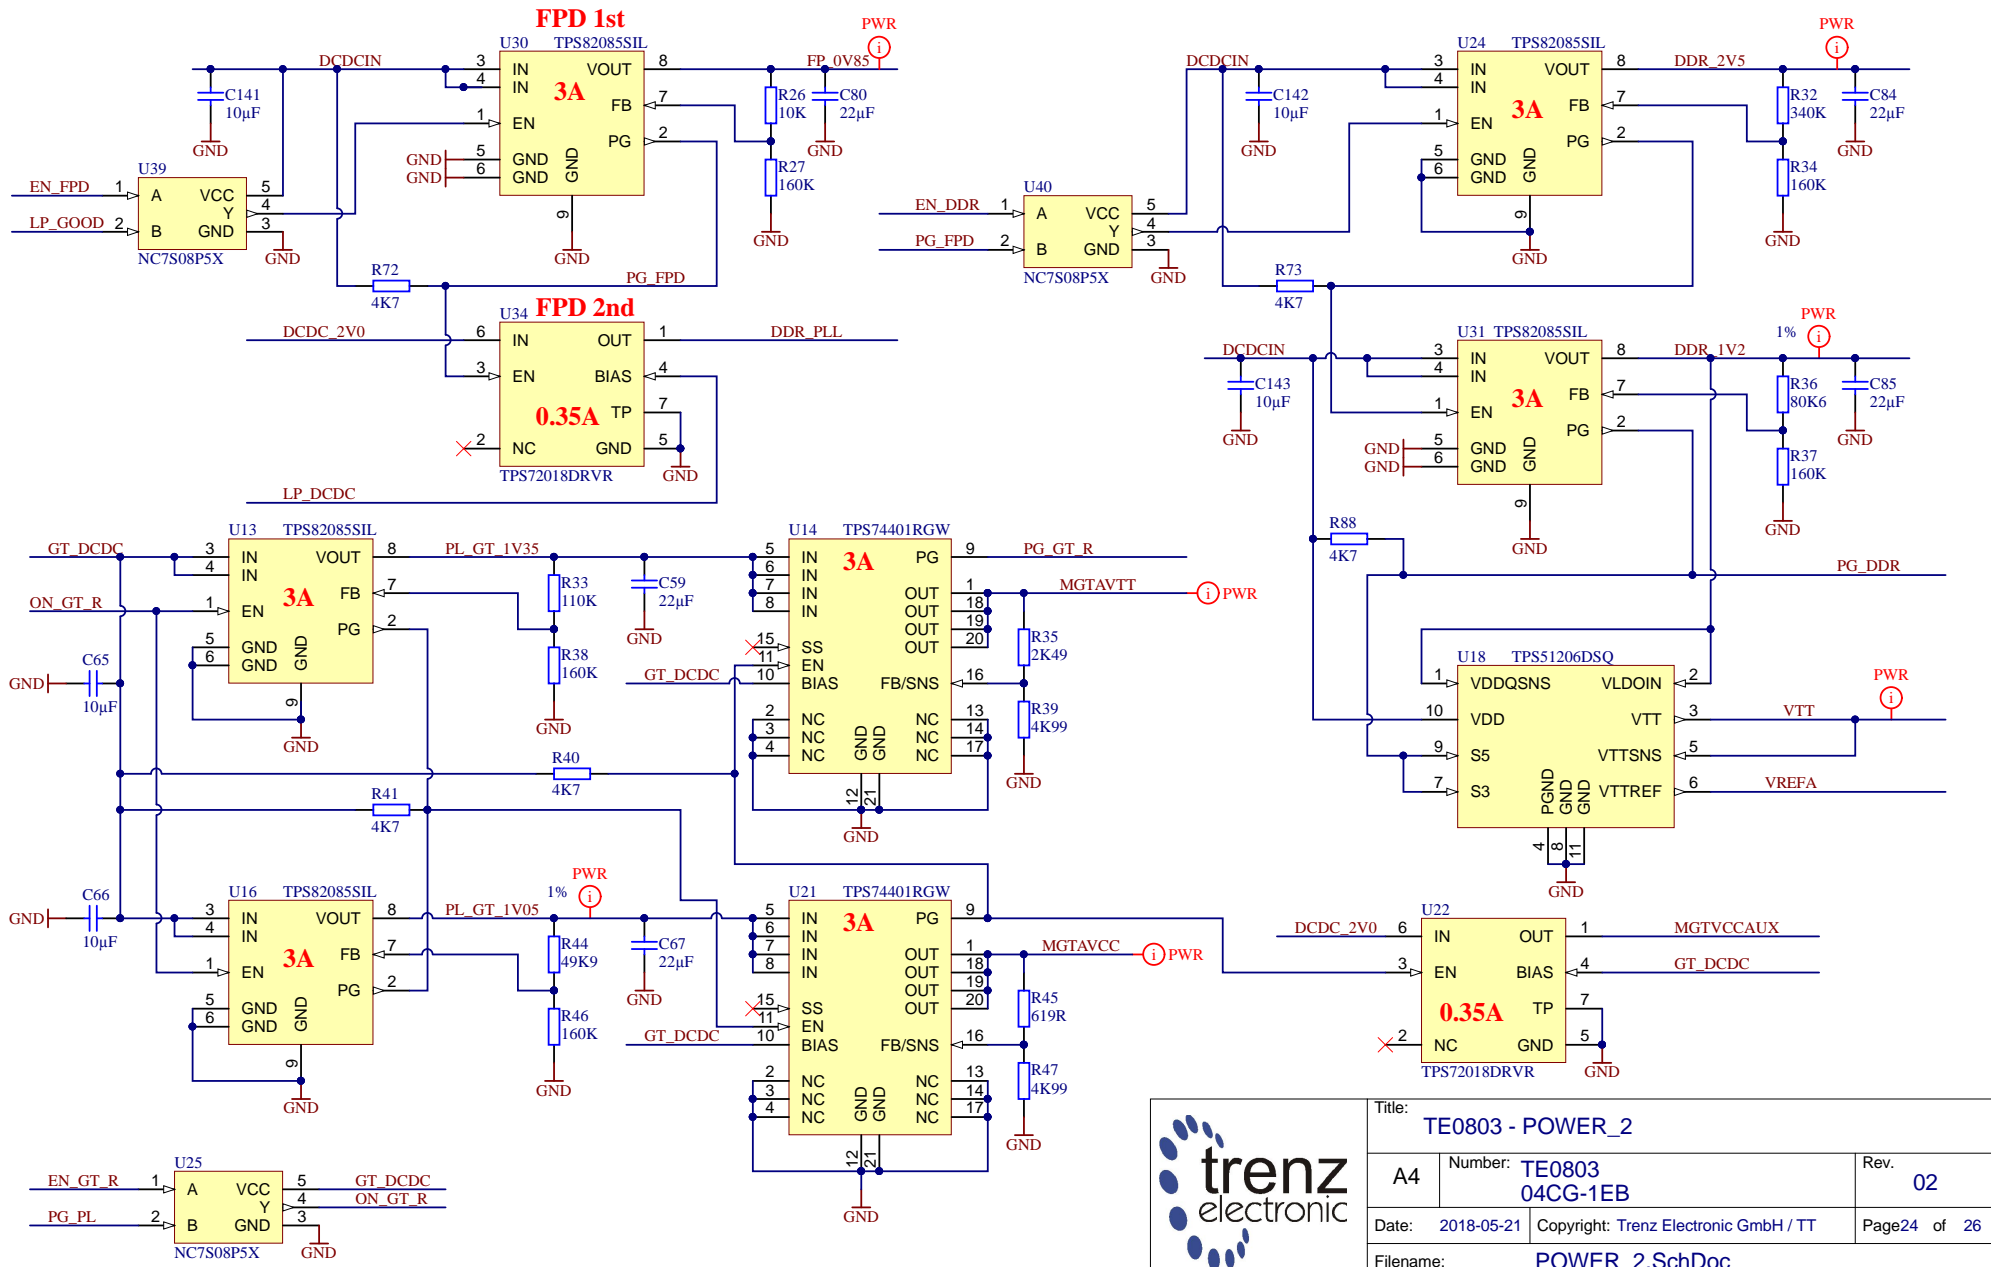 FPD 1st
U30 TPS82085SIL
DCDCIN
3 IN VOUT 8 FP_0V85 PWR
4 IN
3A
FB 7
1 EN
PG 2
GND 5 GND
GND 6 GND
GND
9
GND
C141
10µF
GND
R26
10K
C80
22µF
GND
R27
160K
GND
U39
EN_FPD 1 A VCC 5
Y 4
LP_GOOD 2 B GND 3
NC7S08P5X
GND
R72
4K7
PG_FPD
FPD 2nd
U34
DCDC_2V0 6 IN OUT 1 DDR_PLL
3 EN BIAS 4
0.35A
TP 7
2 NC GND 5
TPS72018DRVR
GND
LP_DCDC
U24 TPS82085SIL
DCDCIN
3 IN VOUT 8 DDR_2V5 PWR
4 IN
3A
FB 7
1 EN
PG 2
5 GND
6 GND
GND
9
GND
C142
10µF
GND
R32
340K
C84
22µF
GND
R34
160K
GND
U40
EN_DDR 1 A VCC 5
Y 4
PG_FPD 2 B GND 3
NC7S08P5X
GND
R73
4K7
U31 TPS82085SIL
DCDCIN
3 IN VOUT 8 DDR_1V2 1% PWR
4 IN
3A
FB 7
1 EN
PG 2
GND 5 GND
GND 6 GND
GND
9
GND
C143
10µF
GND
R36
80K6
C85
22µF
GND
R37
160K
GND
R88
4K7
PG_DDR
U18 TPS51206DSQ
1 VDDQSNS VLDOIN 2
10 VDD VTT 3 VTT PWR
9 S5 VTTSNS 5
7 S3 VTTREF 6 VREFA
PGND GND GND
4 8 11
GND
U13 TPS82085SIL
GT_DCDC 3 IN VOUT 8 PL_GT_1V35
4 IN
3A
FB 7
ON_GT_R 1 EN
PG 2
5 GND
6 GND
GND
9
GND
C65
10µF
GND
R33
110K
C59
22µF
GND
R38
160K
GND
U14 TPS74401RGW
5 IN PG 9 PG_GT_R
6 IN
7 IN
8 IN
3A
OUT 1 MGTAVTT PWR
OUT 18
OUT 19
OUT 20
15 SS
11 EN
GT_DCDC 10 BIAS FB/SNS 16
2 NC NC 13
3 NC NC 14
4 NC NC 17
GND GND
12 21
GND
R35
2K49
R39
4K99
GND
R40
4K7
R41
4K7
U16 TPS82085SIL
3 IN VOUT 8 PL_GT_1V05 1% PWR
4 IN
3A
FB 7
1 EN
PG 2
5 GND
6 GND
GND
9
GND
C66
10µF
GND
R44
49K9
C67
22µF
GND
R46
160K
GND
U21 TPS74401RGW
5 IN PG 9
6 IN
7 IN
8 IN
3A
OUT 1 MGTAVCC PWR
OUT 18
OUT 19
OUT 20
15 SS
11 EN
GT_DCDC 10 BIAS FB/SNS 16
2 NC NC 13
3 NC NC 14
4 NC NC 17
GND GND
12 21
GND
R45
619R
R47
4K99
GND
U22
DCDC_2V0 6 IN OUT 1 MGTVCCAUX
3 EN BIAS 4 GT_DCDC
0.35A
TP 7
2 NC GND 5
TPS72018DRVR
GND
U25
EN_GT_R 1 A VCC 5 GT_DCDC
Y 4 ON_GT_R
PG_PL 2 B GND 3
NC7S08P5X
GND
trenz
electronic
Title:
TE0803 - POWER_2
A4 Number: TE0803
04CG-1EB
Rev.
02
Date: 2018-05-21 Copyright: Trenz Electronic GmbH / TT Page24 of 26
Filename: POWER_2.SchDoc